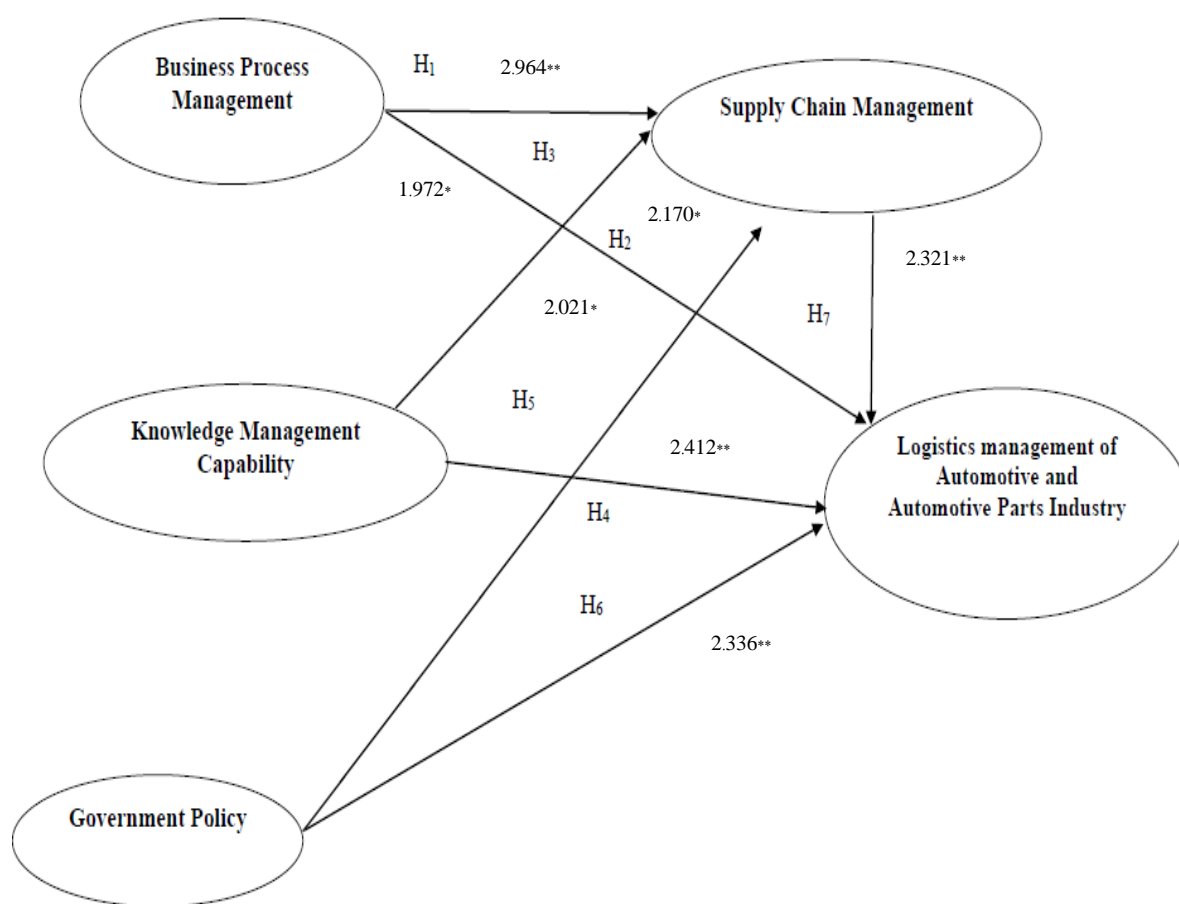 Business Process
Management
H₁
2.964**
Supply Chain Management
H₃
1.972*
2.170*
H₂
2.321**
2.021*
H₇
H₅
Knowledge Management
Capability
2.412**
Logistics management of
Automotive and
Automotive Parts Industry
H₄
H₆
2.336**
Government Policy